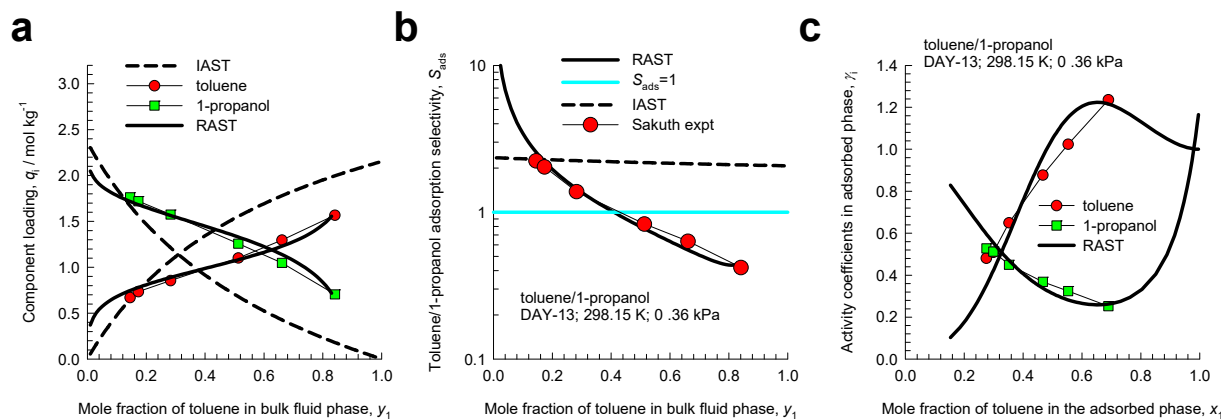 a
IAST
toluene
1-propanol
RAST
Component loading, qᵢ / mol kg⁻¹
3.0
2.5
2.0
1.5
1.0
0.5
0.0
0.0 0.2 0.4 0.6 0.8 1.0
Mole fraction of toluene in bulk fluid phase, y₁
b
RAST
Sads=1
IAST
Sakuth expt
Toluene/1-propanol adsorption selectivity, Sads
10
1
0.1
toluene/1-propanol
DAY-13; 298.15 K; 0 .36 kPa
0.0 0.2 0.4 0.6 0.8 1.0
Mole fraction of toluene in bulk fluid phase, y₁
c
toluene/1-propanol
DAY-13; 298.15 K; 0 .36 kPa
Activity coefficients in adsorbed phase, γᵢ
1.4
1.2
1.0
0.8
0.6
0.4
0.2
0.0
toluene
1-propanol
RAST
0.0 0.2 0.4 0.6 0.8 1.0
Mole fraction of toluene in the adsorbed phase, x₁